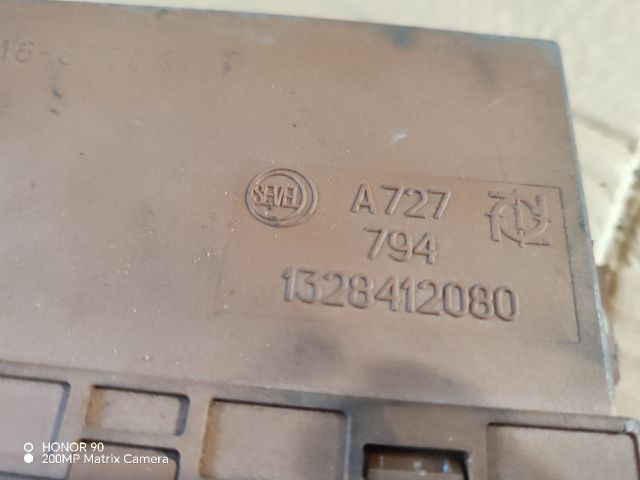 SEVEL
A727
794
1328412080
HONOR 90
200MP Matrix Camera